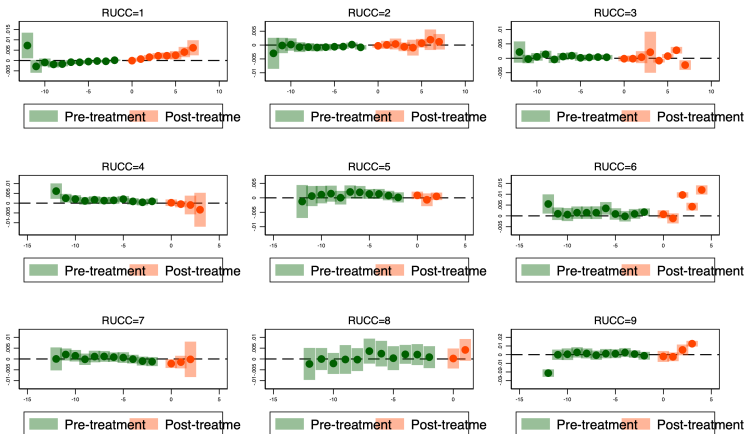 RUCC=1 RUCC=2 RUCC=3
-.005 0 .005 .01 .015
-.01 -.005 0 .005
-.005 0 .005 .01
-10 -5 0 5 10
-10 -5 0 5 10
-10 -5 0 5 10
Pre-treatment Post-treatme
Pre-treatment Post-treatme
Pre-treatment Post-treatme
RUCC=4 RUCC=5 RUCC=6
-.01 -.005 0 .005 .01
-.01 -.005 0 .005
-.005 0 .005 .01 .015
-15 -10 -5 0 5
-15 -10 -5 0 5
-15 -10 -5 0 5
Pre-treatment Post-treatme
Pre-treatment Post-treatme
Pre-treatment Post-treatme
RUCC=7 RUCC=8 RUCC=9
-.01 -.005 0 .005 .01
-.01 -.005 0 .005 .01
0 .01 .02
-15 -10 -5 0 5
-15 -10 -5 0
-15 -10 -5 0 5
Pre-treatment Post-treatme
Pre-treatment Post-treatme
Pre-treatment Post-treatme